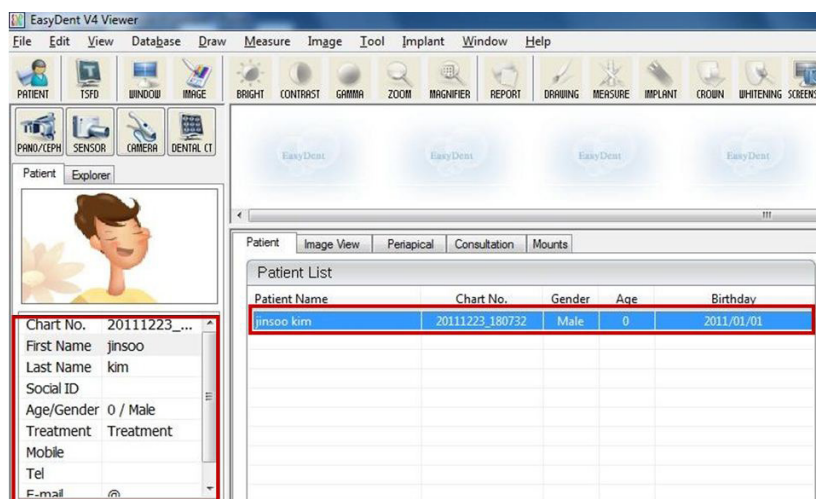 EasyDent V4 Viewer
File Edit View Database Draw Measure Image Tool Implant Window Help
PATIENT TSFD WINDOW IMAGE BRIGHT CONTRAST GAMMA ZOOM MAGNIFIER REPORT DRAWING MEASURE IMPLANT CROWN WHITENING SCREENS
PANO/CEPH SENSOR CAMERA DENTAL CT
EasyDent EasyDent EasyDent EasyDent
Patient Explorer
Patient Image View Periapical Consultation Mounts
Patient List
Patient Name Chart No. Gender Age Birthday
jinsoo kim 20111223_180732 Male 0 2011/01/01
Chart No. 20111223_...
First Name jinsoo
Last Name kim
Social ID
Age/Gender 0 / Male
Treatment Treatment
Mobile
Tel
E-mail @